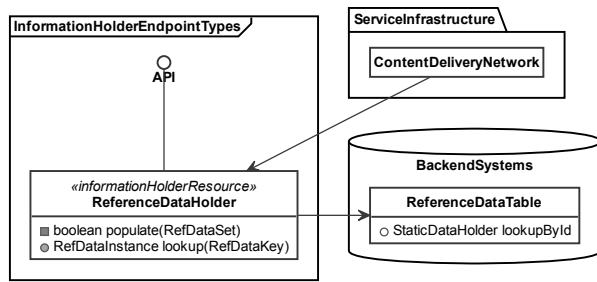 InformationHolderEndpointTypes
API
ServiceInfrastructure
ContentDeliveryNetwork
«informationHolderResource»
ReferenceDataHolder
boolean populate(RefDataSet)
RefDataInstance lookup(RefDataKey)
BackendSystems
ReferenceDataTable
StaticDataHolder lookupById